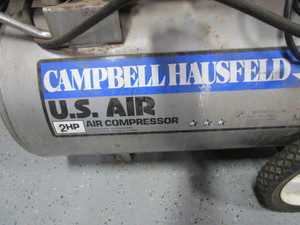 CAMPBELL HAUSFELD
U.S. AIR
2HP AIR COMPRESSOR